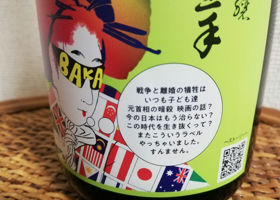 醸
手
BAKA
戦争と離婚の犠牲は
いつも子ども達
元首相の暗殺 映画の話?
今の日本はもう治らない?
この時代を生き抜くって?
またこういうラベル
やっちゃいました。
すんません。